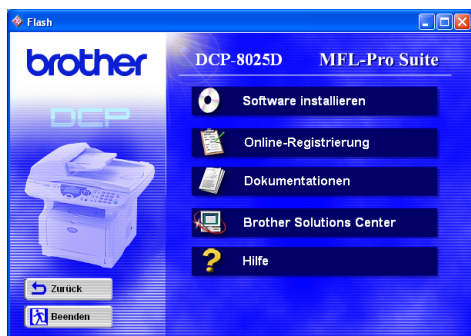 Flash
brother
DCP-8025D MFL-Pro Suite
DCP
Software installieren
Online-Registrierung
Dokumentationen
Brother Solutions Center
Hilfe
Zurück
Beenden